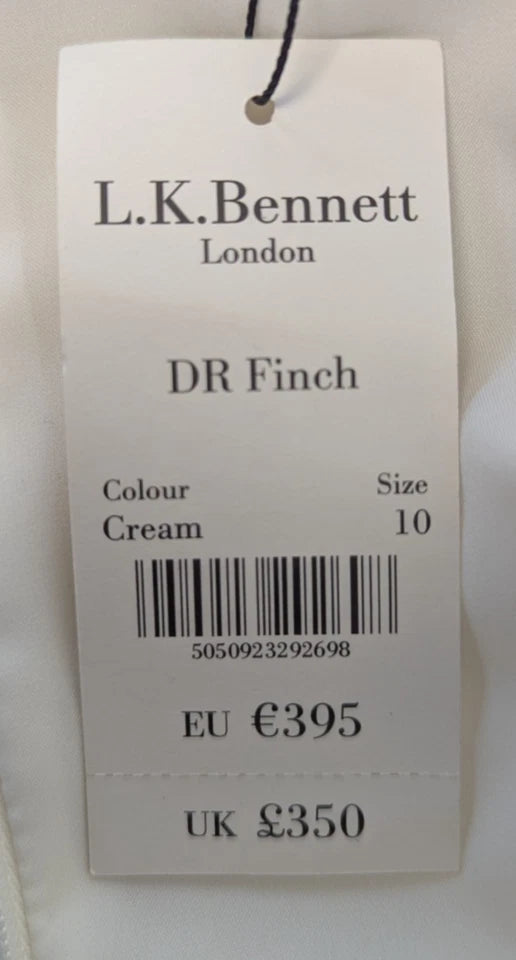 L.K.Bennett
London
DR Finch
Colour Size
Cream 10
5050923292698
EU €395
UK £350